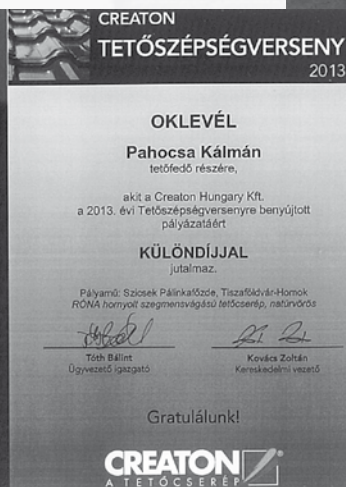 CREATON
TETŐSZÉPSÉGVERSENY
2013
OKLEVÉL
Pahocsa Kálmán
tetőfedő részére,
akit a Creaton Hungary Kft.
a 2013. évi Tetőszépségversenyre benyújtott
pályázatáért
KÜLÖNDÍJJAL
jutalmaz.
Pályamű: Szicsek Pálinkafőzde, Tiszaföldvár-Homok
RÓNA hornyolt szegmensvágású tetőcserép, natúrvörös
Tóth Bálint
Ügyvezető igazgató
Kovács Zoltán
Kereskedelmi vezető
Gratulálunk!
CREATON
A TETŐCSERÉP